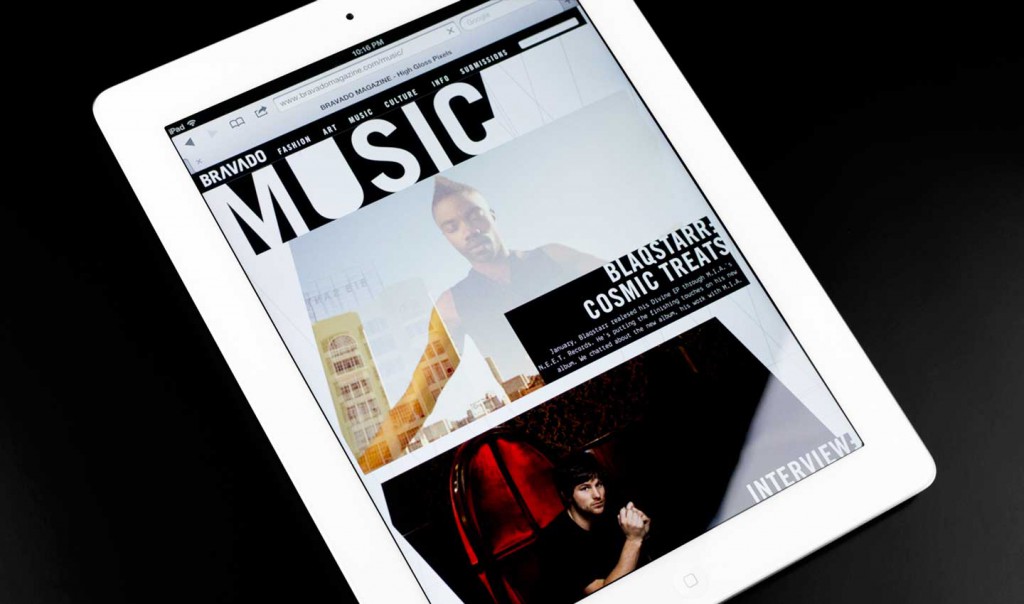 iPad
10:16 PM
www.bravadomagazine.com/music/
Google
BRAVADO MAGAZINE - High Gloss Pixels
BRAVADO FASHION ART MUSIC CULTURE INFO SUBMISSIONS
MUSIC
BLAQSTARR:
COSMIC TREATS
January, Blaqstarr realesed his Divine EP through M.I.A.'s
N.E.E.T. Records. He's putting the finishing touches on his new
album. We chatted about the new album, his work with M.I.A.
INTERVIEW: